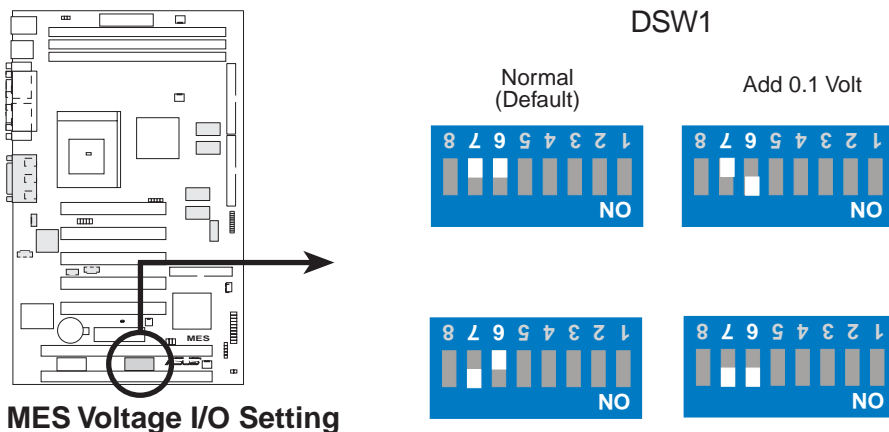 DSW1
Normal
(Default)
Add 0.1 Volt
8 7 6 5 4 3 2 1
NO
8 7 6 5 4 3 2 1
NO
MES
8 7 6 5 4 3 2 1
NO
8 7 6 5 4 3 2 1
NO
MES Voltage I/O Setting